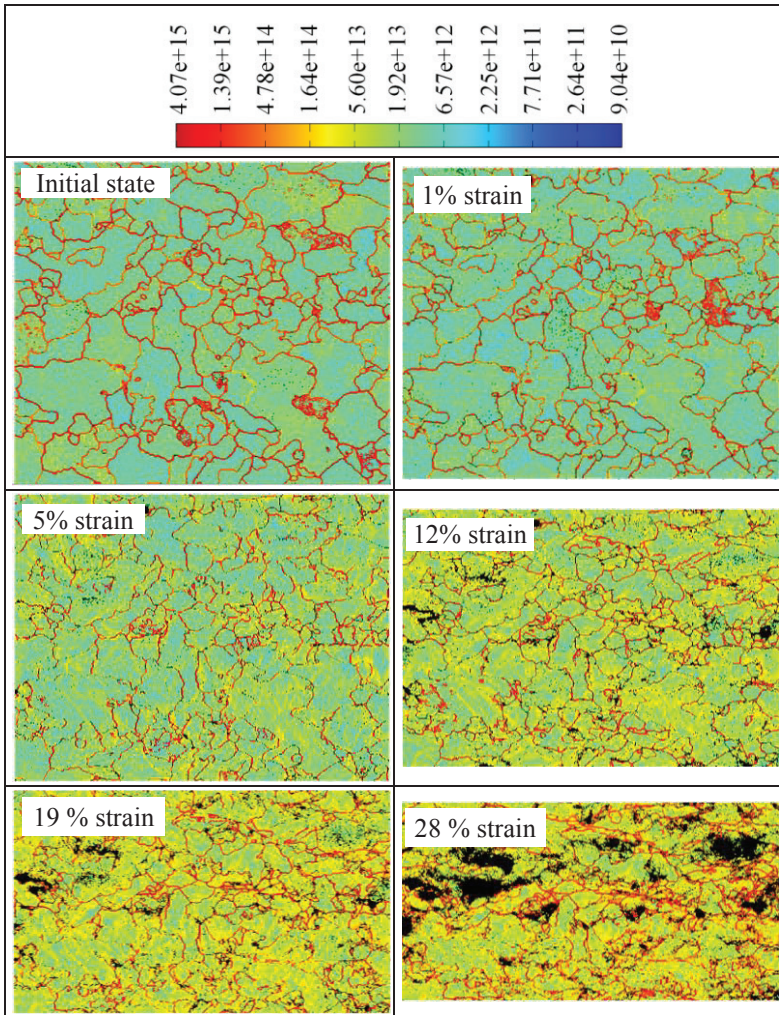 4.07e+15
1.39e+15
4.78e+14
1.64e+14
5.60e+13
1.92e+13
6.57e+12
2.25e+12
7.71e+11
2.64e+11
9.04e+10
Initial state
1% strain
5% strain
12% strain
19 % strain
28 % strain